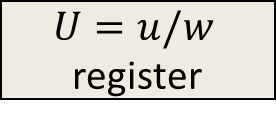 U = u/w
register